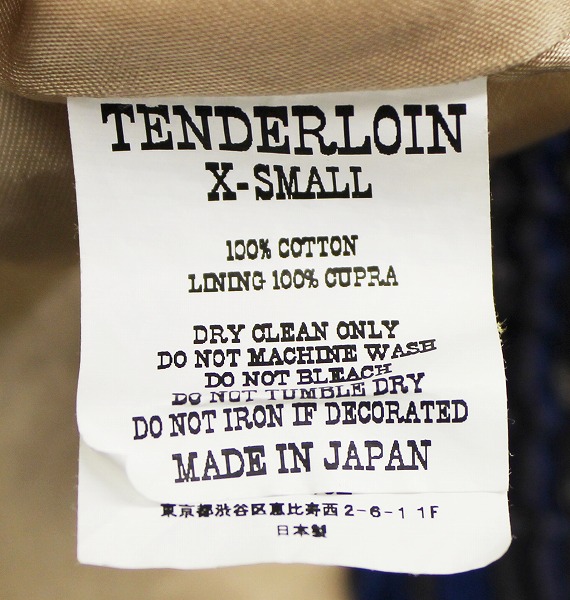 TENDERLOIN
X-SMALL
100% COTTON
LINING 100% CUPRA
DRY CLEAN ONLY
DO NOT MACHINE WASH
DO NOT BLEACH
DO NOT TUMBLE DRY
DO NOT IRON IF DECORATED
MADE IN JAPAN
東京都渋谷区恵比寿西2-6-1 1F
日本製